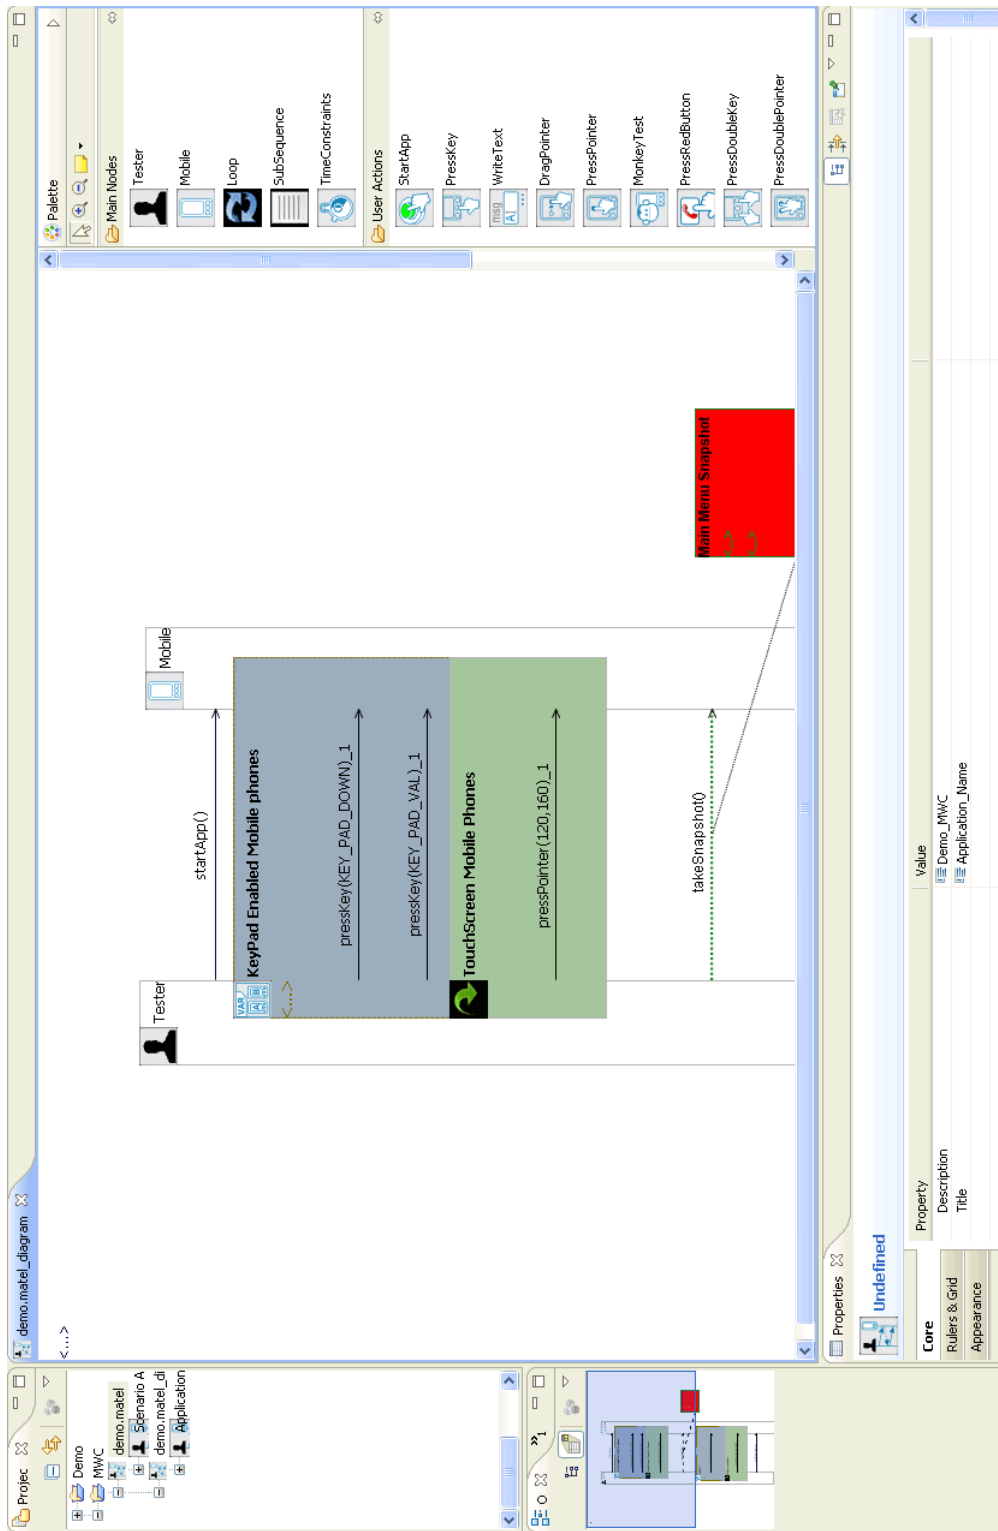 Projec
Demo
MWC
demo.matel
Scenario A
demo.matel_di
Application
demo.matel_diagram
<...>
Tester
Mobile
startApp()
VAR
A B
KeyPad Enabled Mobile phones
<...>
pressKey(KEY_PAD_DOWN)_1
pressKey(KEY_PAD_VAL)_1
TouchScreen Mobile Phones
pressPointer(120,160)_1
takeSnapshot()
Main Menu Snapshot
<...>
<...>
Palette
Main Nodes
Tester
Mobile
Loop
SubSequence
TimeConstraints
User Actions
StartApp
PressKey
msg
A
WriteText
DragPointer
PressPointer
MonkeyTest
PressRedButton
PressDoubleKey
PressDoublePointer
O
»1
Properties
Undefined
Core
Rulers & Grid
Appearance
Property Value
Description Demo_MWC
Title Application_Name